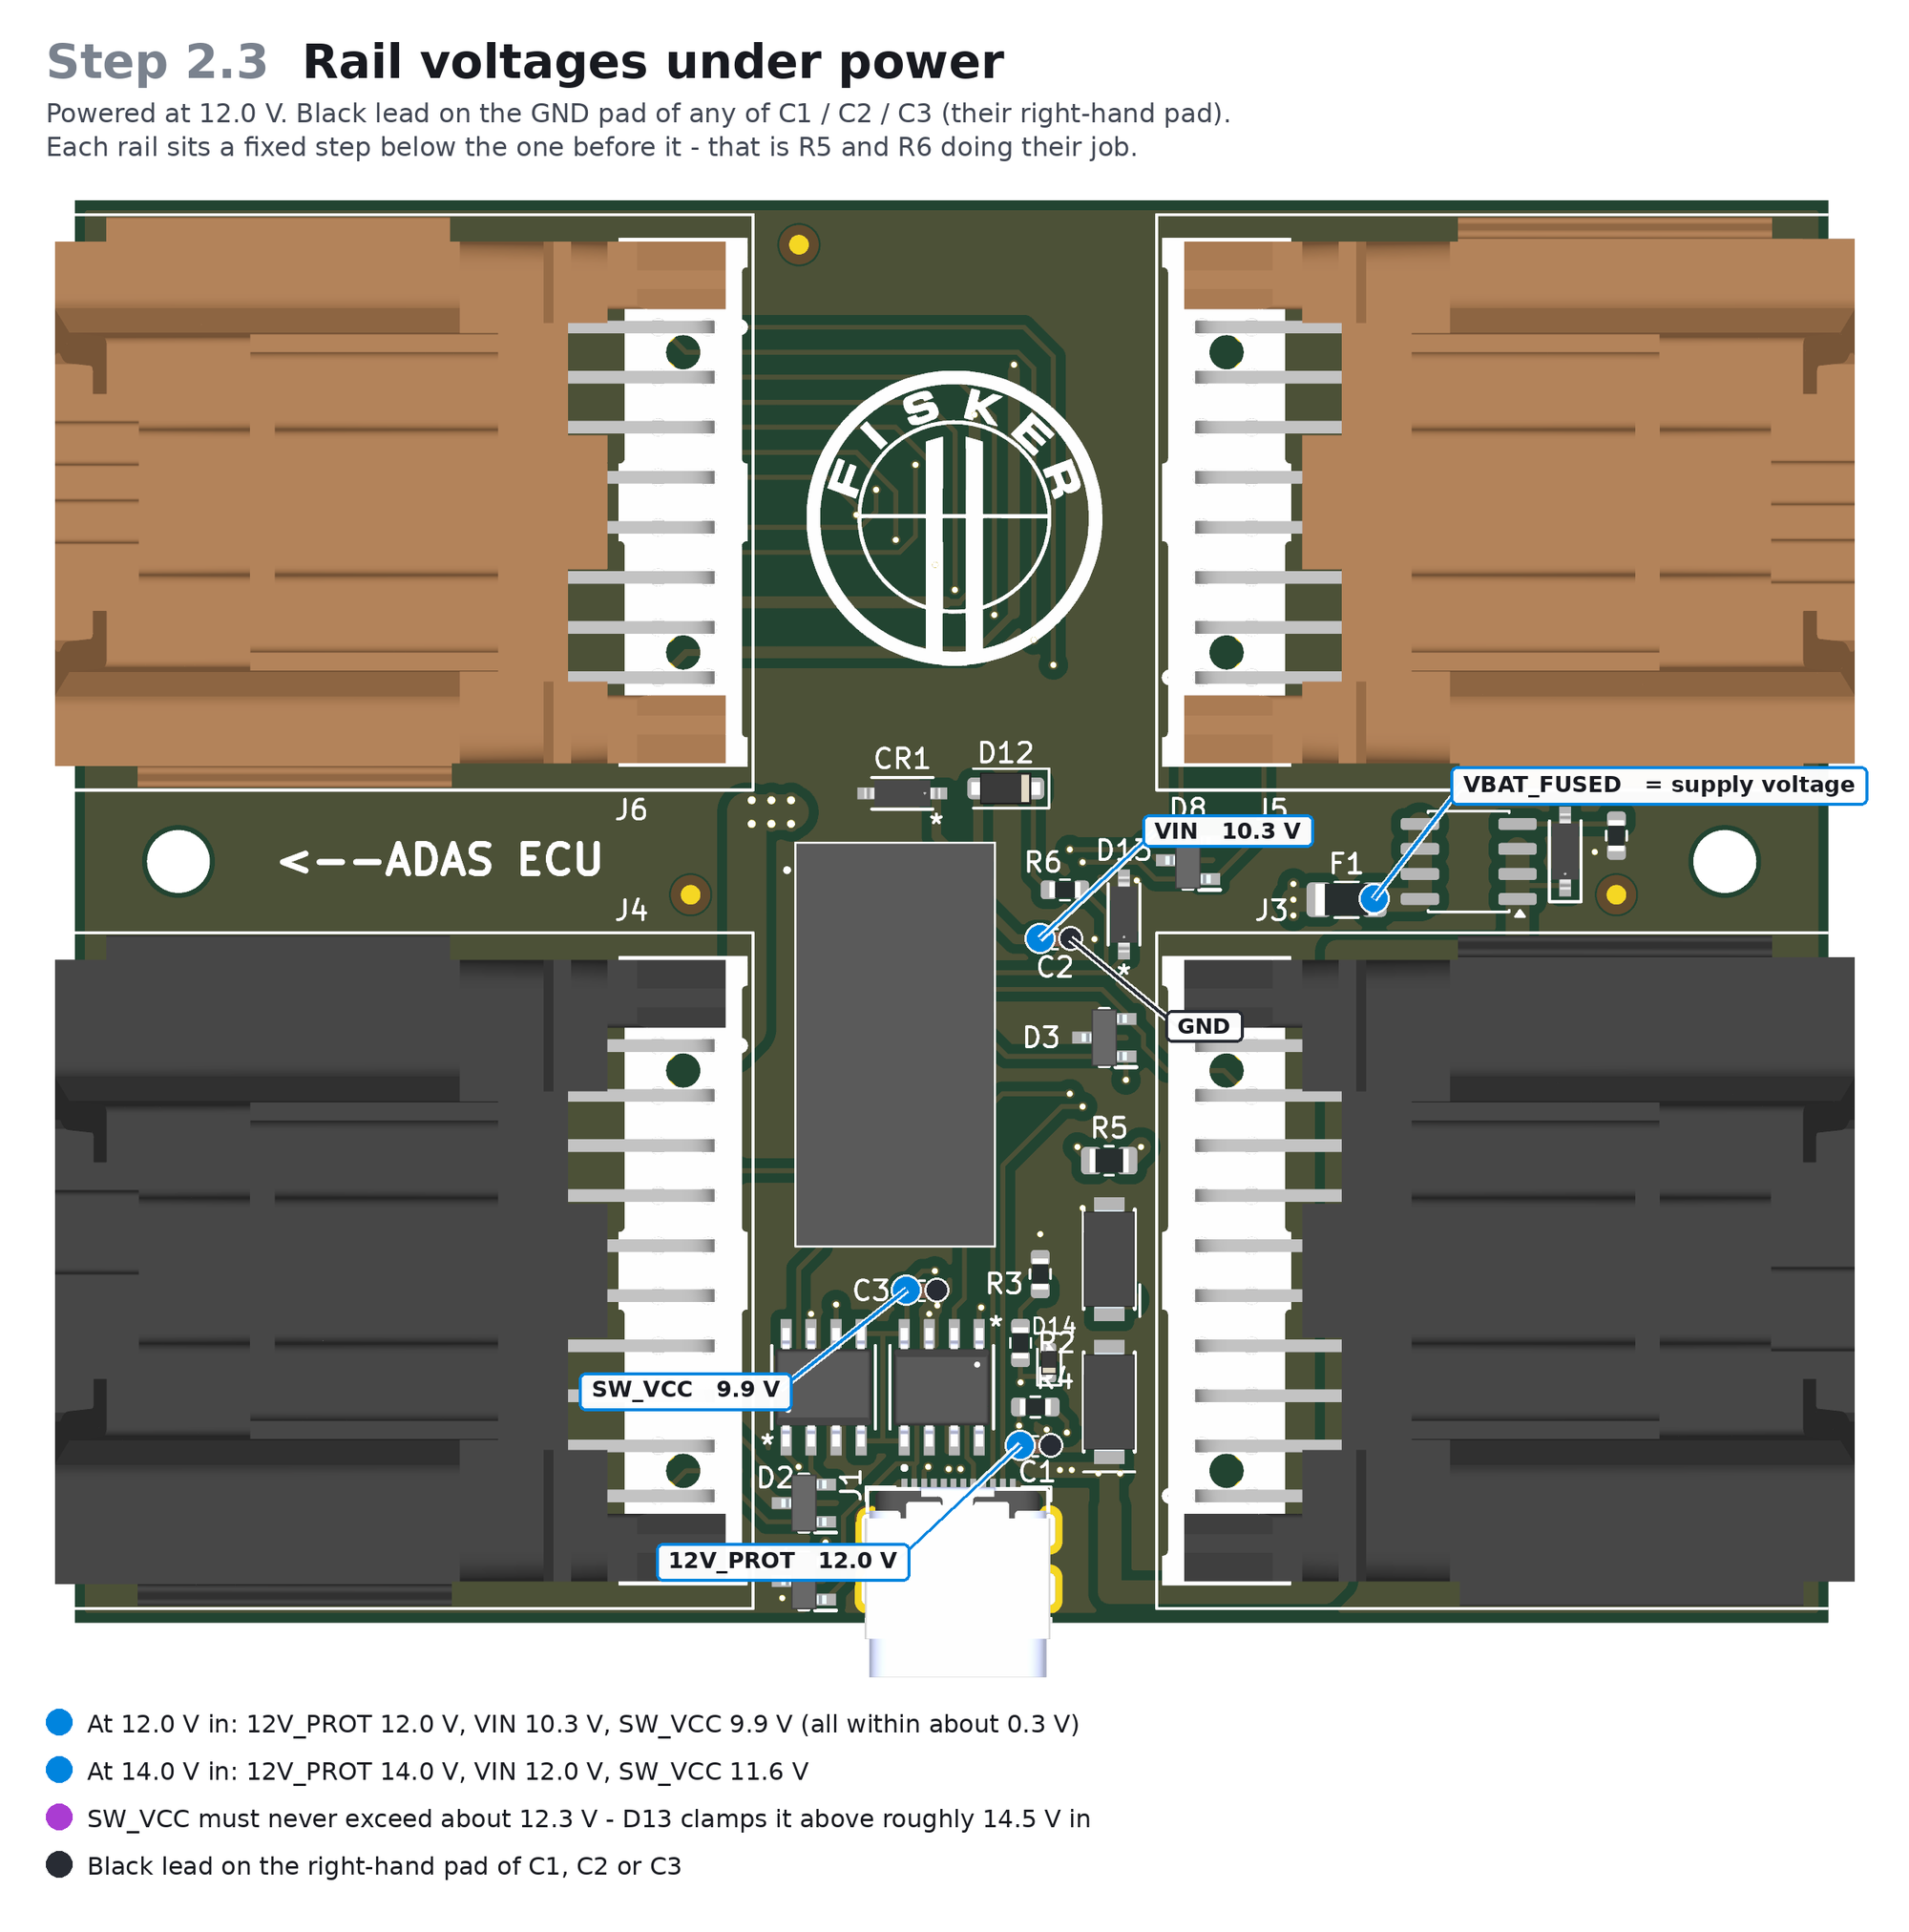 Step 2.3 Rail voltages under power
Powered at 12.0 V. Black lead on the GND pad of any of C1 / C2 / C3 (their right-hand pad).
Each rail sits a fixed step below the one before it - that is R5 and R6 doing their job.
FISKER
CR1
D12
*
VBAT_FUSED = supply voltage
J6
D8
J5
VIN 10.3 V
<--ADAS ECU
R6
D13
F1
J4
J3
C2
*
GND
D3
R5
C3
R3
*
D14
R2
R4
SW_VCC 9.9 V
*
D2
J1
C1
12V_PROT 12.0 V
At 12.0 V in: 12V_PROT 12.0 V, VIN 10.3 V, SW_VCC 9.9 V (all within about 0.3 V)
At 14.0 V in: 12V_PROT 14.0 V, VIN 12.0 V, SW_VCC 11.6 V
SW_VCC must never exceed about 12.3 V - D13 clamps it above roughly 14.5 V in
Black lead on the right-hand pad of C1, C2 or C3